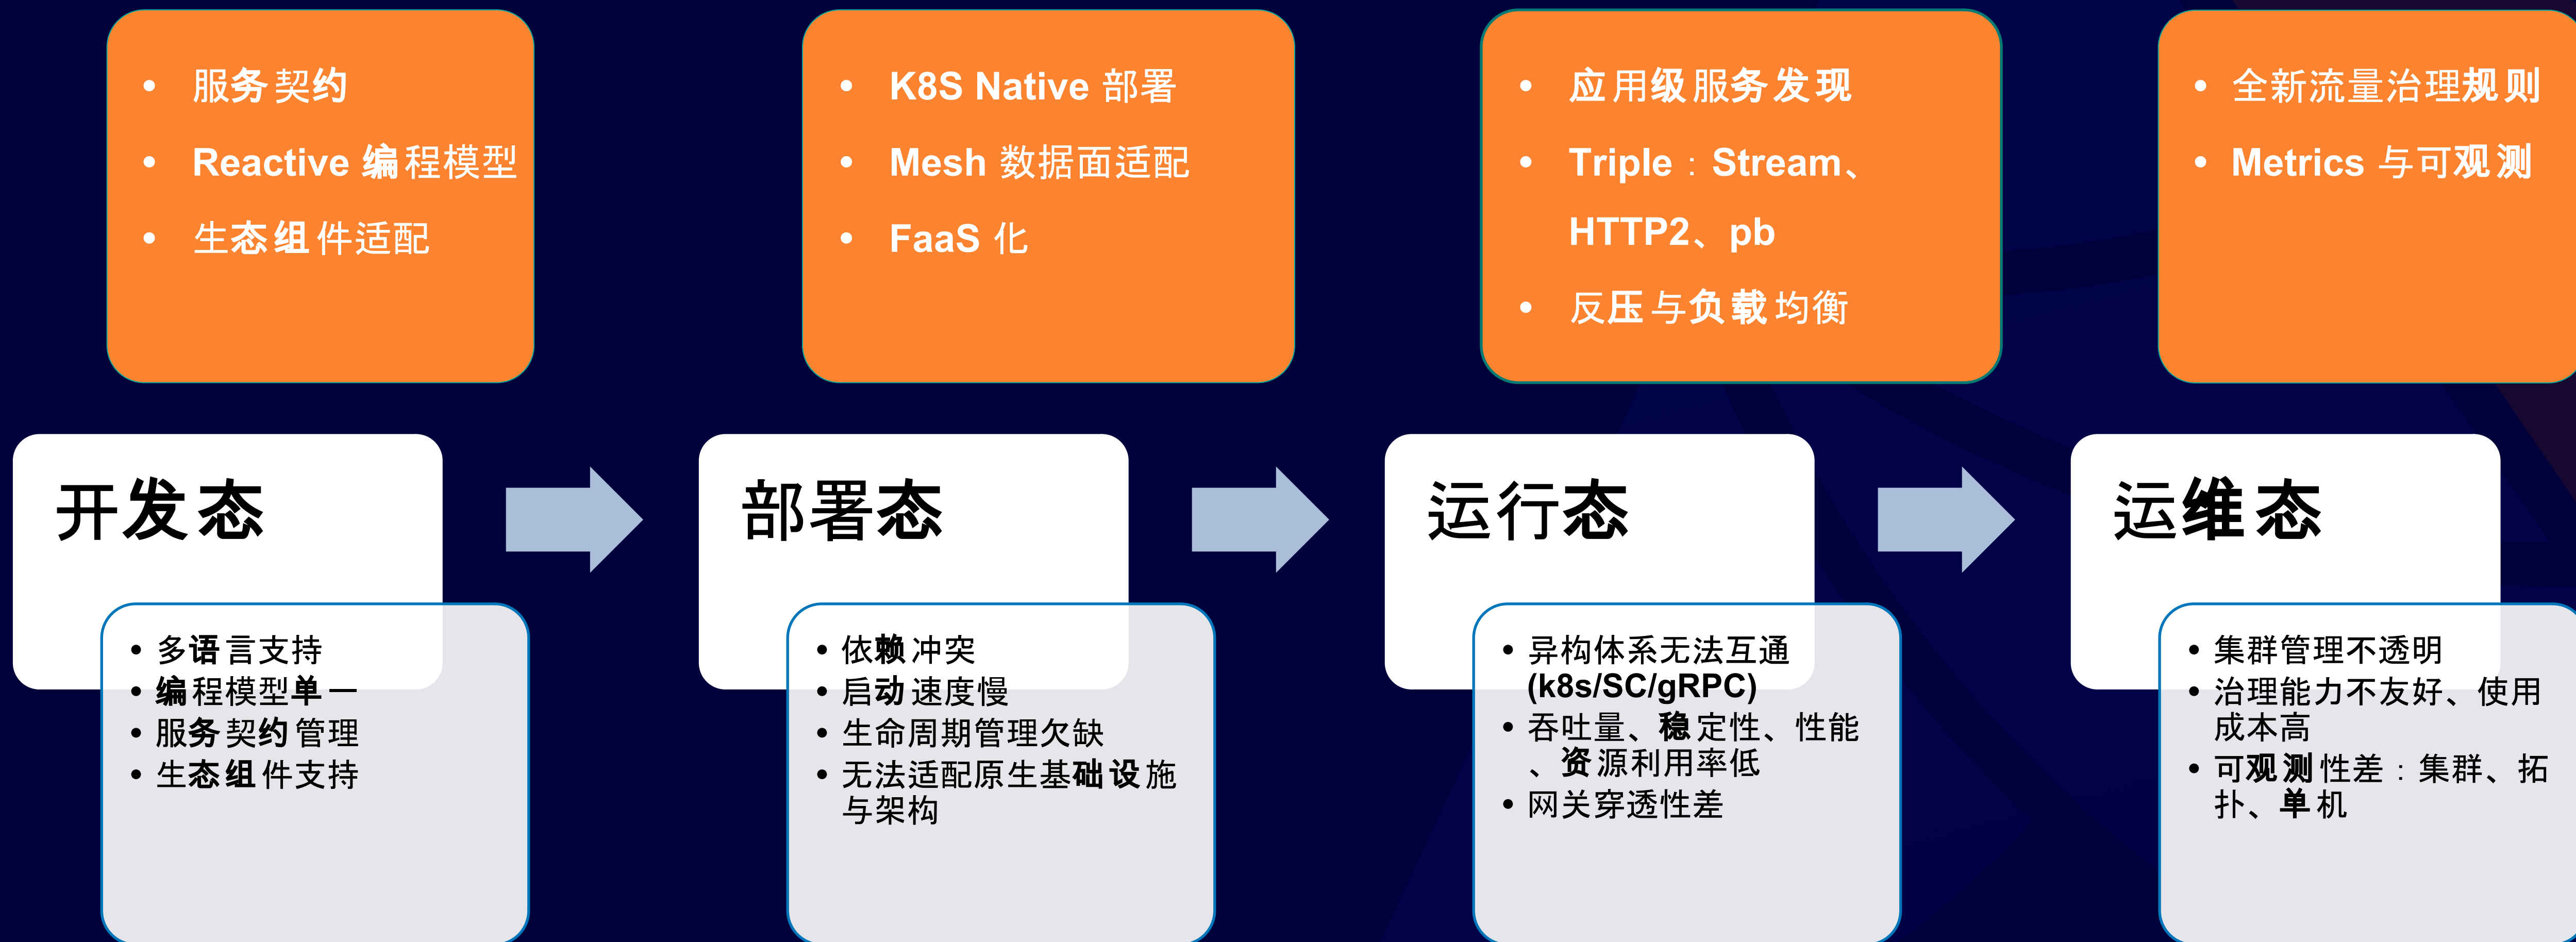 • 服务契约
• Reactive 编程模型
• 生态组件适配
• K8S Native 部署
• Mesh 数据面适配
• FaaS 化
• 应用级服务发现
• Triple：Stream、
HTTP2、pb
• 反压与负载均衡
• 全新流量治理规则
• Metrics 与可观测
开发态
• 多语言支持
• 编程模型单一
• 服务契约管理
• 生态组件支持
部署态
• 依赖冲突
• 启动速度慢
• 生命周期管理欠缺
• 无法适配原生基础设施
与架构
运行态
• 异构体系无法互通
(k8s/SC/gRPC)
• 吞吐量、稳定性、性能
、资源利用率低
• 网关穿透性差
运维态
• 集群管理不透明
• 治理能力不友好、使用
成本高
• 可观测性差：集群、拓
扑、单机